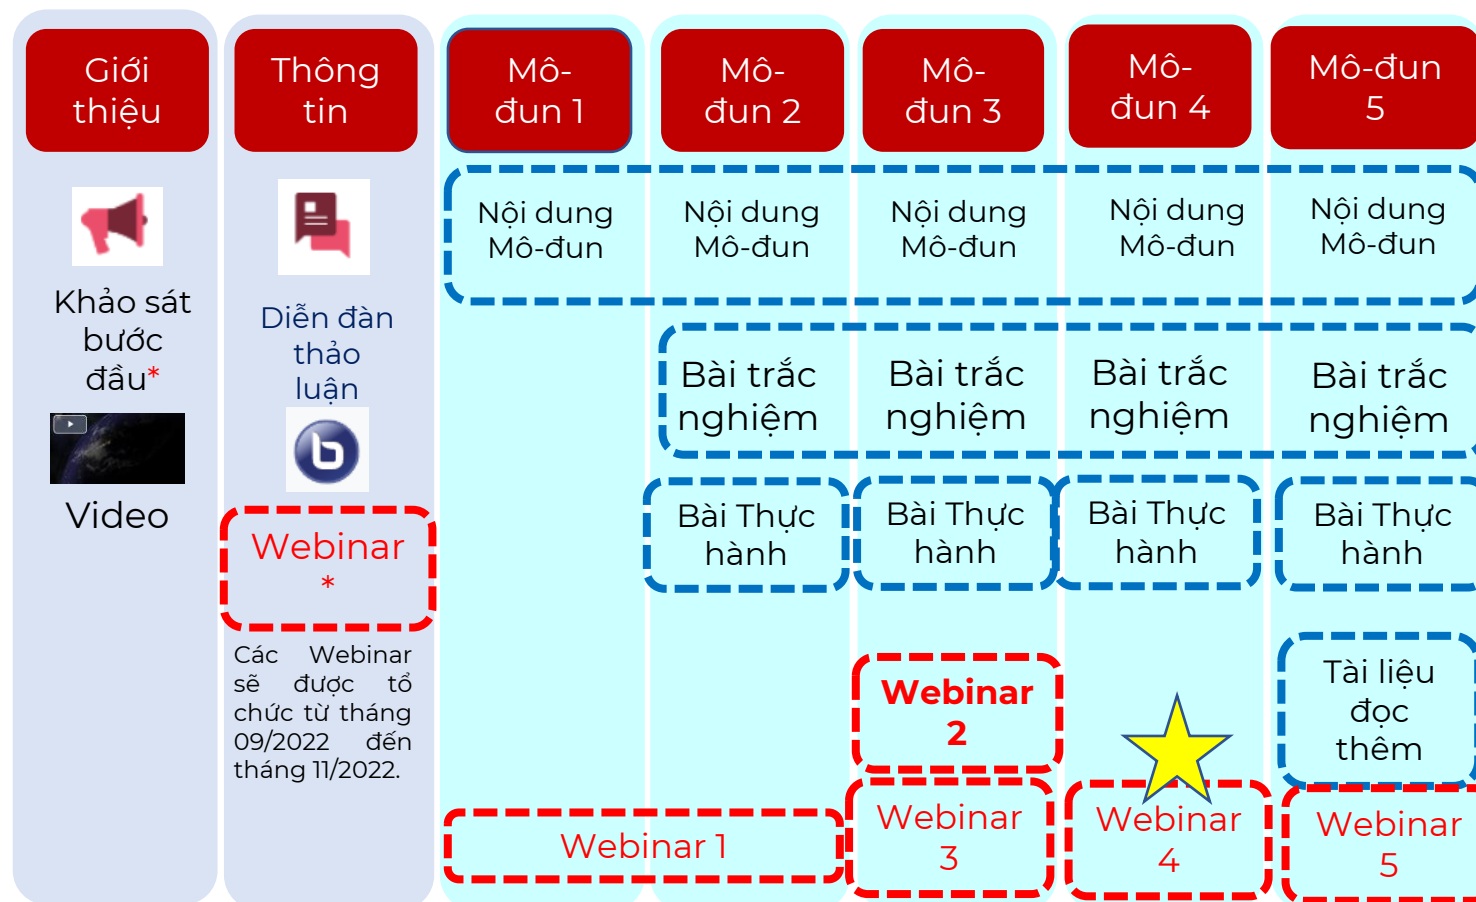 Giới
thiệu
Khảo sát
bước
đầu*
Video
Thông
tin
Diễn đàn
thảo
luận
b
Webinar
*
Các Webinar
sẽ được tổ
chức từ tháng
09/2022 đến
tháng 11/2022.
Mô-
đun 1
Mô-
đun 2
Mô-
đun 3
Mô-
đun 4
Mô-đun
5
Nội dung
Mô-đun
Nội dung
Mô-đun
Nội dung
Mô-đun
Nội dung
Mô-đun
Nội dung
Mô-đun
Bài trắc
nghiệm
Bài trắc
nghiệm
Bài trắc
nghiệm
Bài trắc
nghiệm
Bài Thực
hành
Bài Thực
hành
Bài Thực
hành
Bài Thực
hành
Webinar
2
Tài liệu
đọc
thêm
Webinar 1
Webinar
3
Webinar
4
Webinar
5